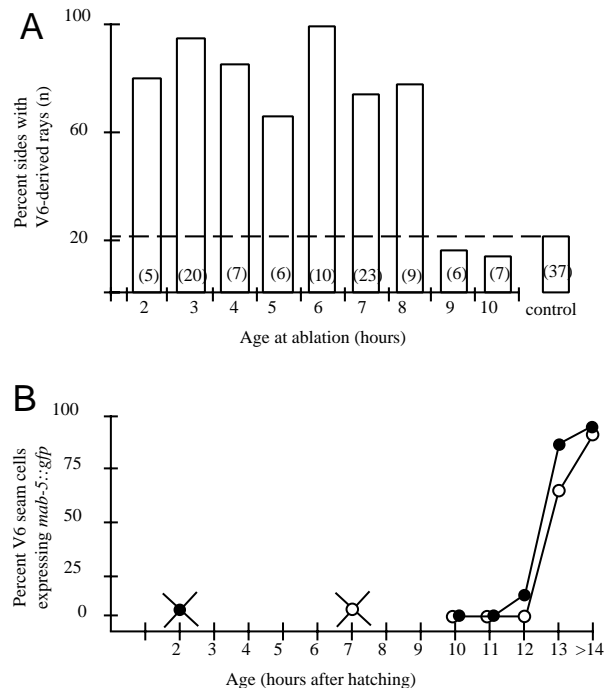 A
Percent sides with
V6-derived rays (n)
100
60
20
(5) (20) (7) (6) (10) (23) (9) (6) (7) (37)
2 3 4 5 6 7 8 9 10 control
Age at ablation (hours)
B
Percent V6 seam cells
expressing mab-5::gfp
100
75
50
25
0
2 3 4 5 6 7 8 9 10 11 12 13 >14
Age (hours after hatching)